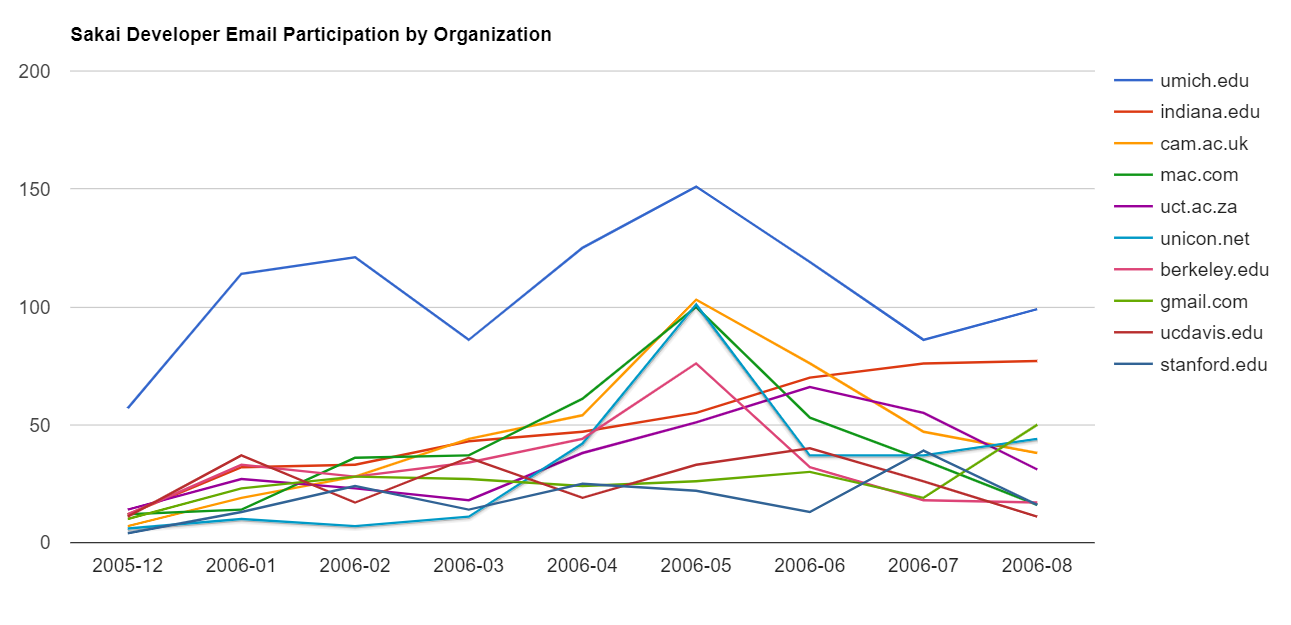 Sakai Developer Email Participation by Organization
200
150
100
50
0
2005-12 2006-01 2006-02 2006-03 2006-04 2006-05 2006-06 2006-07 2006-08
umich.edu
indiana.edu
cam.ac.uk
mac.com
uct.ac.za
unicon.net
berkeley.edu
gmail.com
ucdavis.edu
stanford.edu